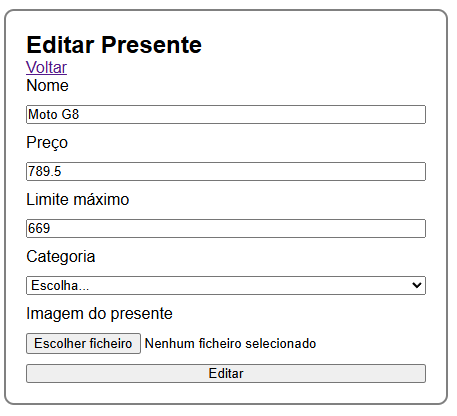 Editar Presente
Voltar
Nome
Moto G8
Preço
789.5
Limite máximo
669
Categoria
Escolha...
Imagem do presente
Escolher ficheiro Nenhum ficheiro selecionado
Editar